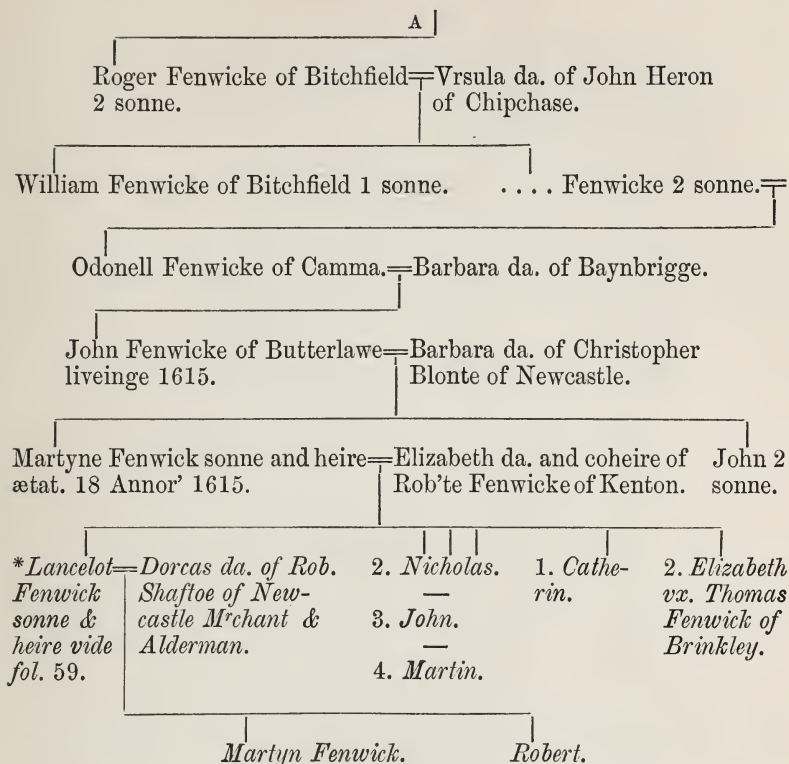 A
Roger Fenwicke of Bitchfield=Vrsula da. of John Heron
2 sonne. of Chipchase.
William Fenwicke of Bitchfield 1 sonne. .... Fenwicke 2 sonne.=
Odonell Fenwicke of Camma.=Barbara da. of Baynbrigge.
John Fenwicke of Butterlawe=Barbara da. of Christopher
liveinge 1615. Blonte of Newcastle.
Martyne Fenwick sonne and heire=Elizabeth da. and coheire of John 2
ætat. 18 Annor' 1615. Rob'te Fenwicke of Kenton. sonne.
*Lancelot=Dorcas da. of Rob. 2. Nicholas. 1. Cathe- 2. Elizabeth
Fenwick Shaftoe of New- — rin. vx. Thomas
sonne & castle Mrchant & 3. John. Fenwick of
heire vide Alderman. — Brinkley.
fol. 59. 4. Martin.
Martyn Fenwick. Robert.